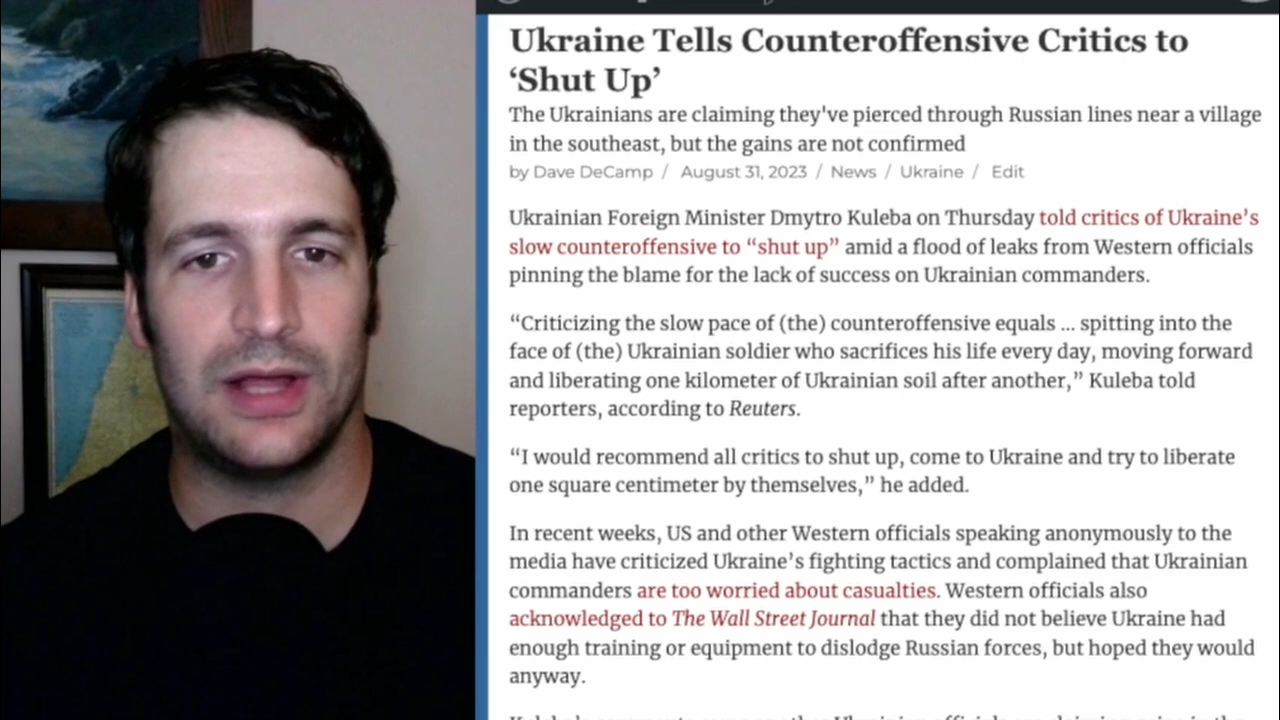 Ukraine Tells Counteroffensive Critics to
‘Shut Up’
The Ukrainians are claiming they've pierced through Russian lines near a village
in the southeast, but the gains are not confirmed
by Dave DeCamp / August 31, 2023 / News / Ukraine / Edit
Ukrainian Foreign Minister Dmytro Kuleba on Thursday told critics of Ukraine’s
slow counteroffensive to “shut up” amid a flood of leaks from Western officials
pinning the blame for the lack of success on Ukrainian commanders.
“Criticizing the slow pace of (the) counteroffensive equals ... spitting into the
face of (the) Ukrainian soldier who sacrifices his life every day, moving forward
and liberating one kilometer of Ukrainian soil after another,” Kuleba told
reporters, according to Reuters.
“I would recommend all critics to shut up, come to Ukraine and try to liberate
one square centimeter by themselves,” he added.
In recent weeks, US and other Western officials speaking anonymously to the
media have criticized Ukraine’s fighting tactics and complained that Ukrainian
commanders are too worried about casualties. Western officials also
acknowledged to The Wall Street Journal that they did not believe Ukraine had
enough training or equipment to dislodge Russian forces, but hoped they would
anyway.